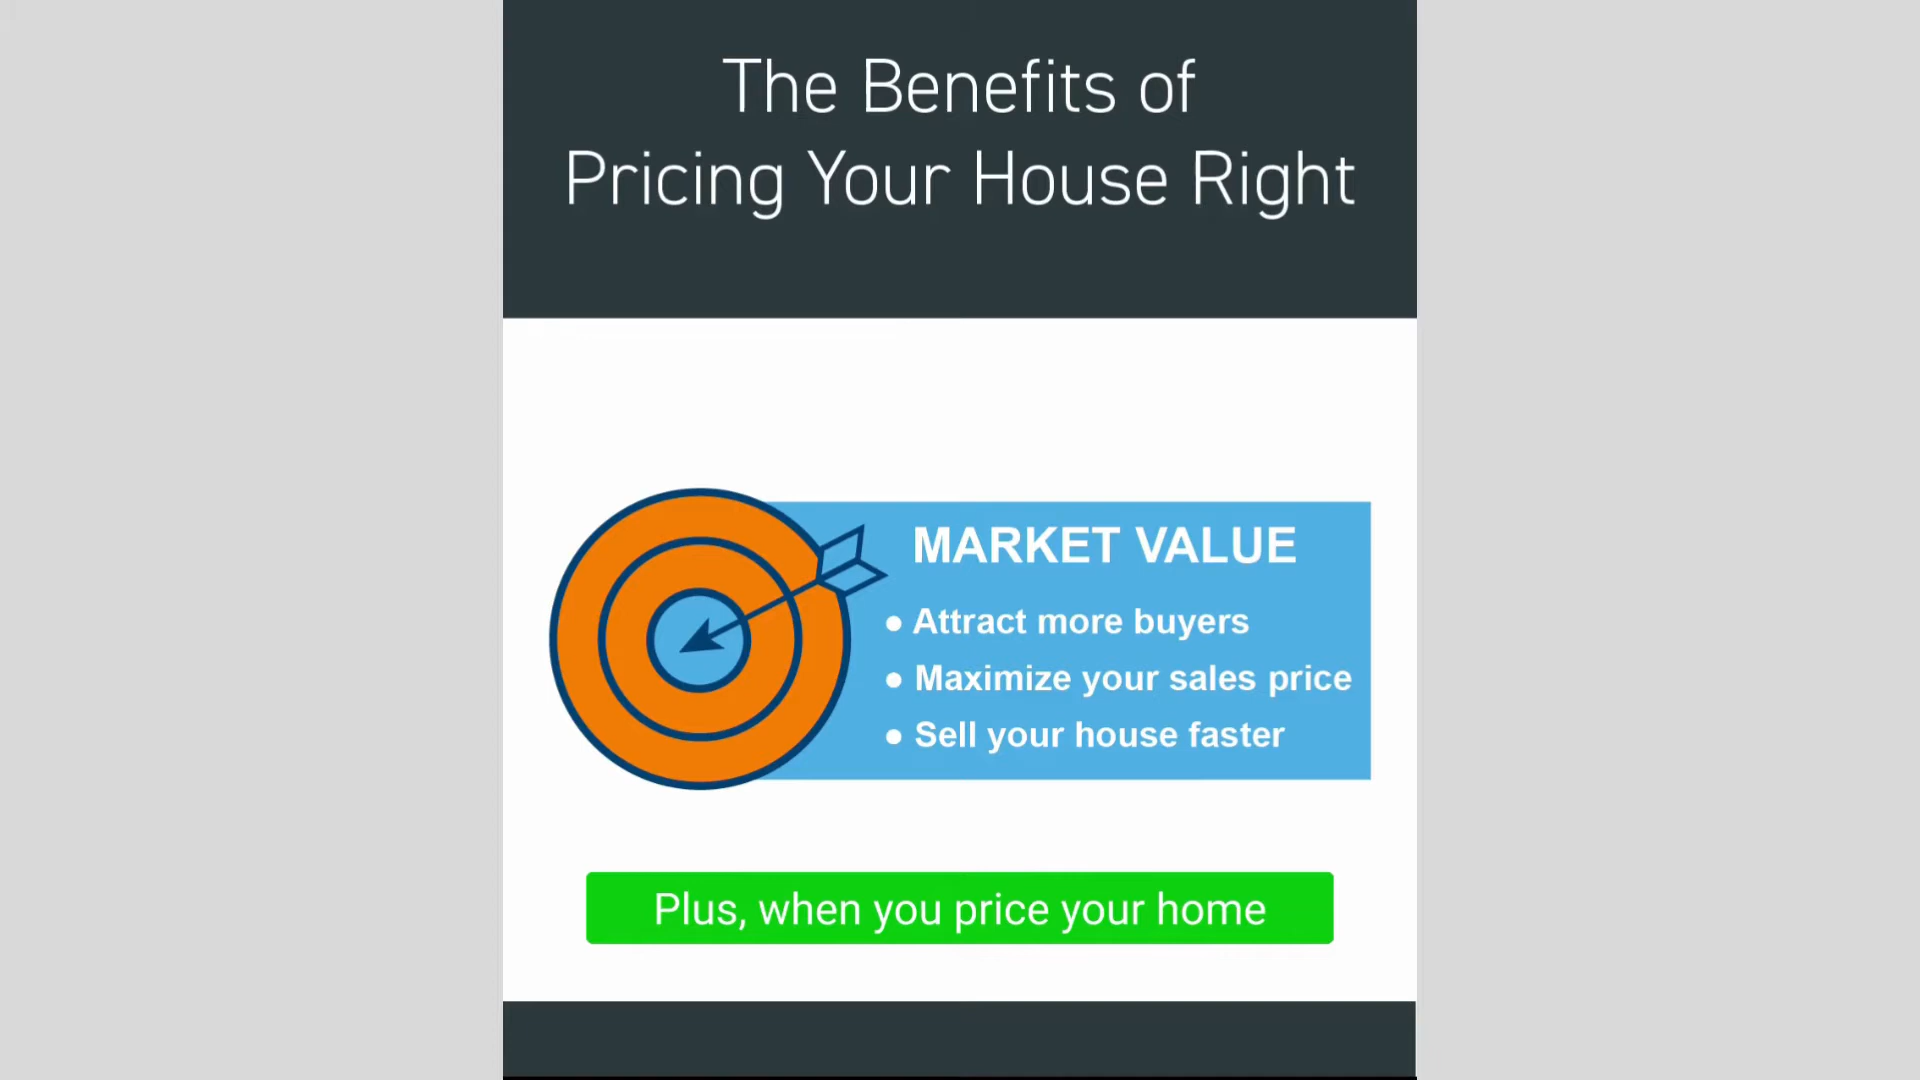 The Benefits of
Pricing Your House Right
MARKET VALUE
● Attract more buyers
● Maximize your sales price
● Sell your house faster
Plus, when you price your home